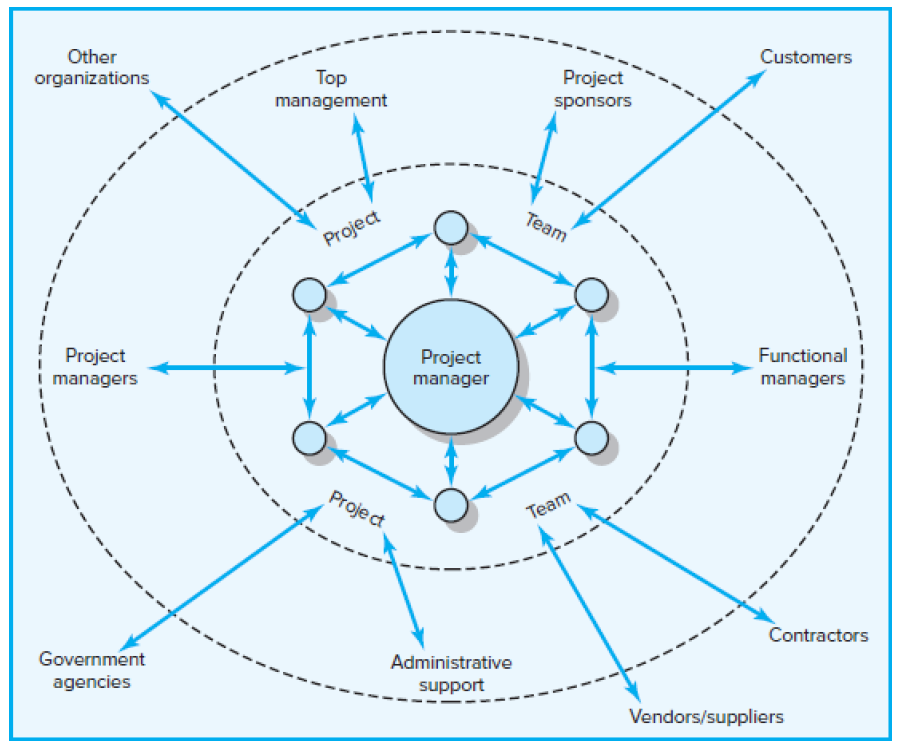 Other
organizations
Top
management
Project
sponsors
Customers
Project
Team
Project
managers
Project
manager
Functional
managers
Project
Team
Government
agencies
Administrative
support
Contractors
Vendors/suppliers